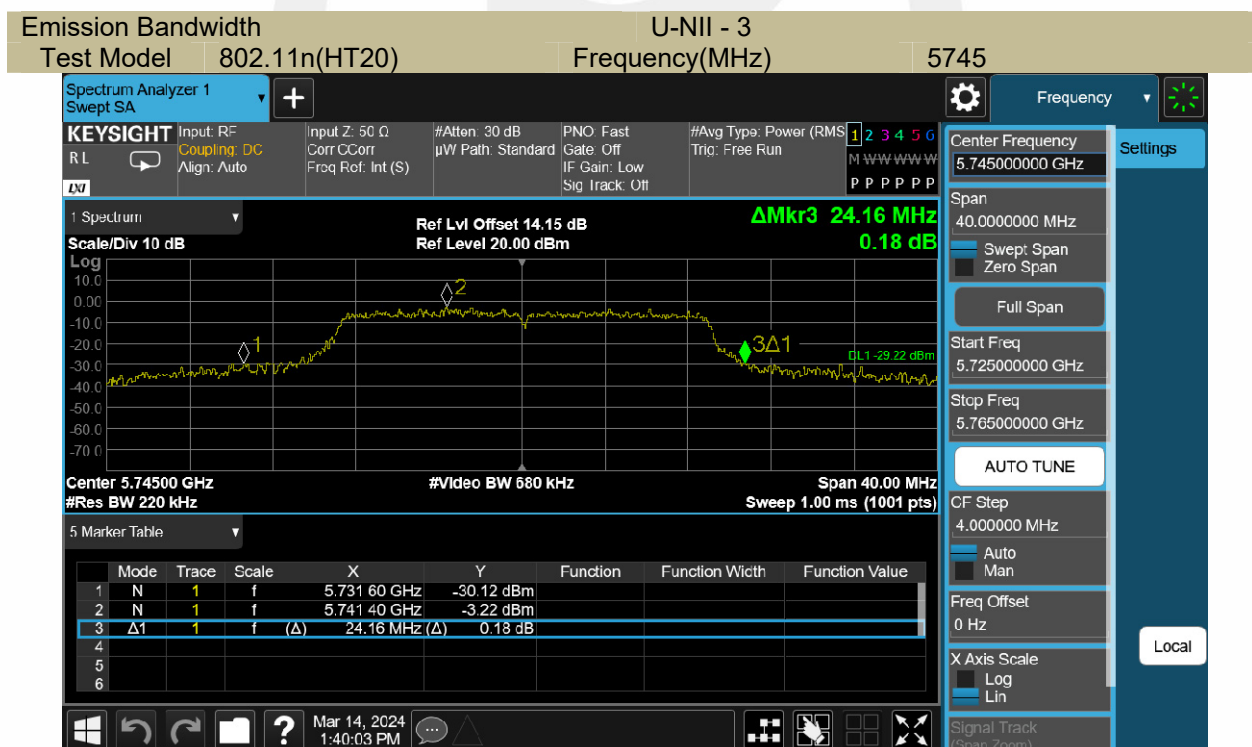 Emission Bandwidth U-NII - 3
Test Model 802.11n(HT20) Frequency(MHz) 5745
Spectrum Analyzer 1
Swept SA
+
Frequency
KEYSIGHT
R L
LXI
Input: RF
Coupling: DC
Align: Auto
Input Z: 50 Ω
Corr CCorr
Freq Ref: Int (S)
#Atten: 30 dB
µW Path: Standard
PNO: Fast
Gate: Off
IF Gain: Low
Sig Track: Off
#Avg Type: Power (RMS
Trig: Free Run
1 2 3 4 5 6
M W W W W W
P P P P P P
1 Spectrum
Scale/Div 10 dB
Ref Lvl Offset 14.15 dB
Ref Level 20.00 dBm
ΔMkr3 24.16 MHz
0.18 dB
Log
10.0
0.00
-10.0
-20.0
-30.0
-40.0
-50.0
-60.0
-70.0
1
2
3Δ1
DL1 -29.22 dBm
Center 5.74500 GHz
#Video BW 680 kHz
Span 40.00 MHz
#Res BW 220 kHz
Sweep 1.00 ms (1001 pts)
5 Marker Table
Mode Trace Scale X Y Function Function Width Function Value
1 N 1 f 5.731 60 GHz -30.12 dBm
2 N 1 f 5.741 40 GHz -3.22 dBm
3 Δ1 1 f (Δ) 24.16 MHz (Δ) 0.18 dB
4
5
6
?
Mar 14, 2024
1:40:03 PM
Center Frequency
5.745000000 GHz
Span
40.0000000 MHz
Swept Span
Zero Span
Full Span
Start Freq
5.725000000 GHz
Stop Freq
5.765000000 GHz
AUTO TUNE
CF Step
4.000000 MHz
Auto
Man
Freq Offset
0 Hz
X Axis Scale
Log
Lin
Signal Track
(Span Zoom)
Settings
Local